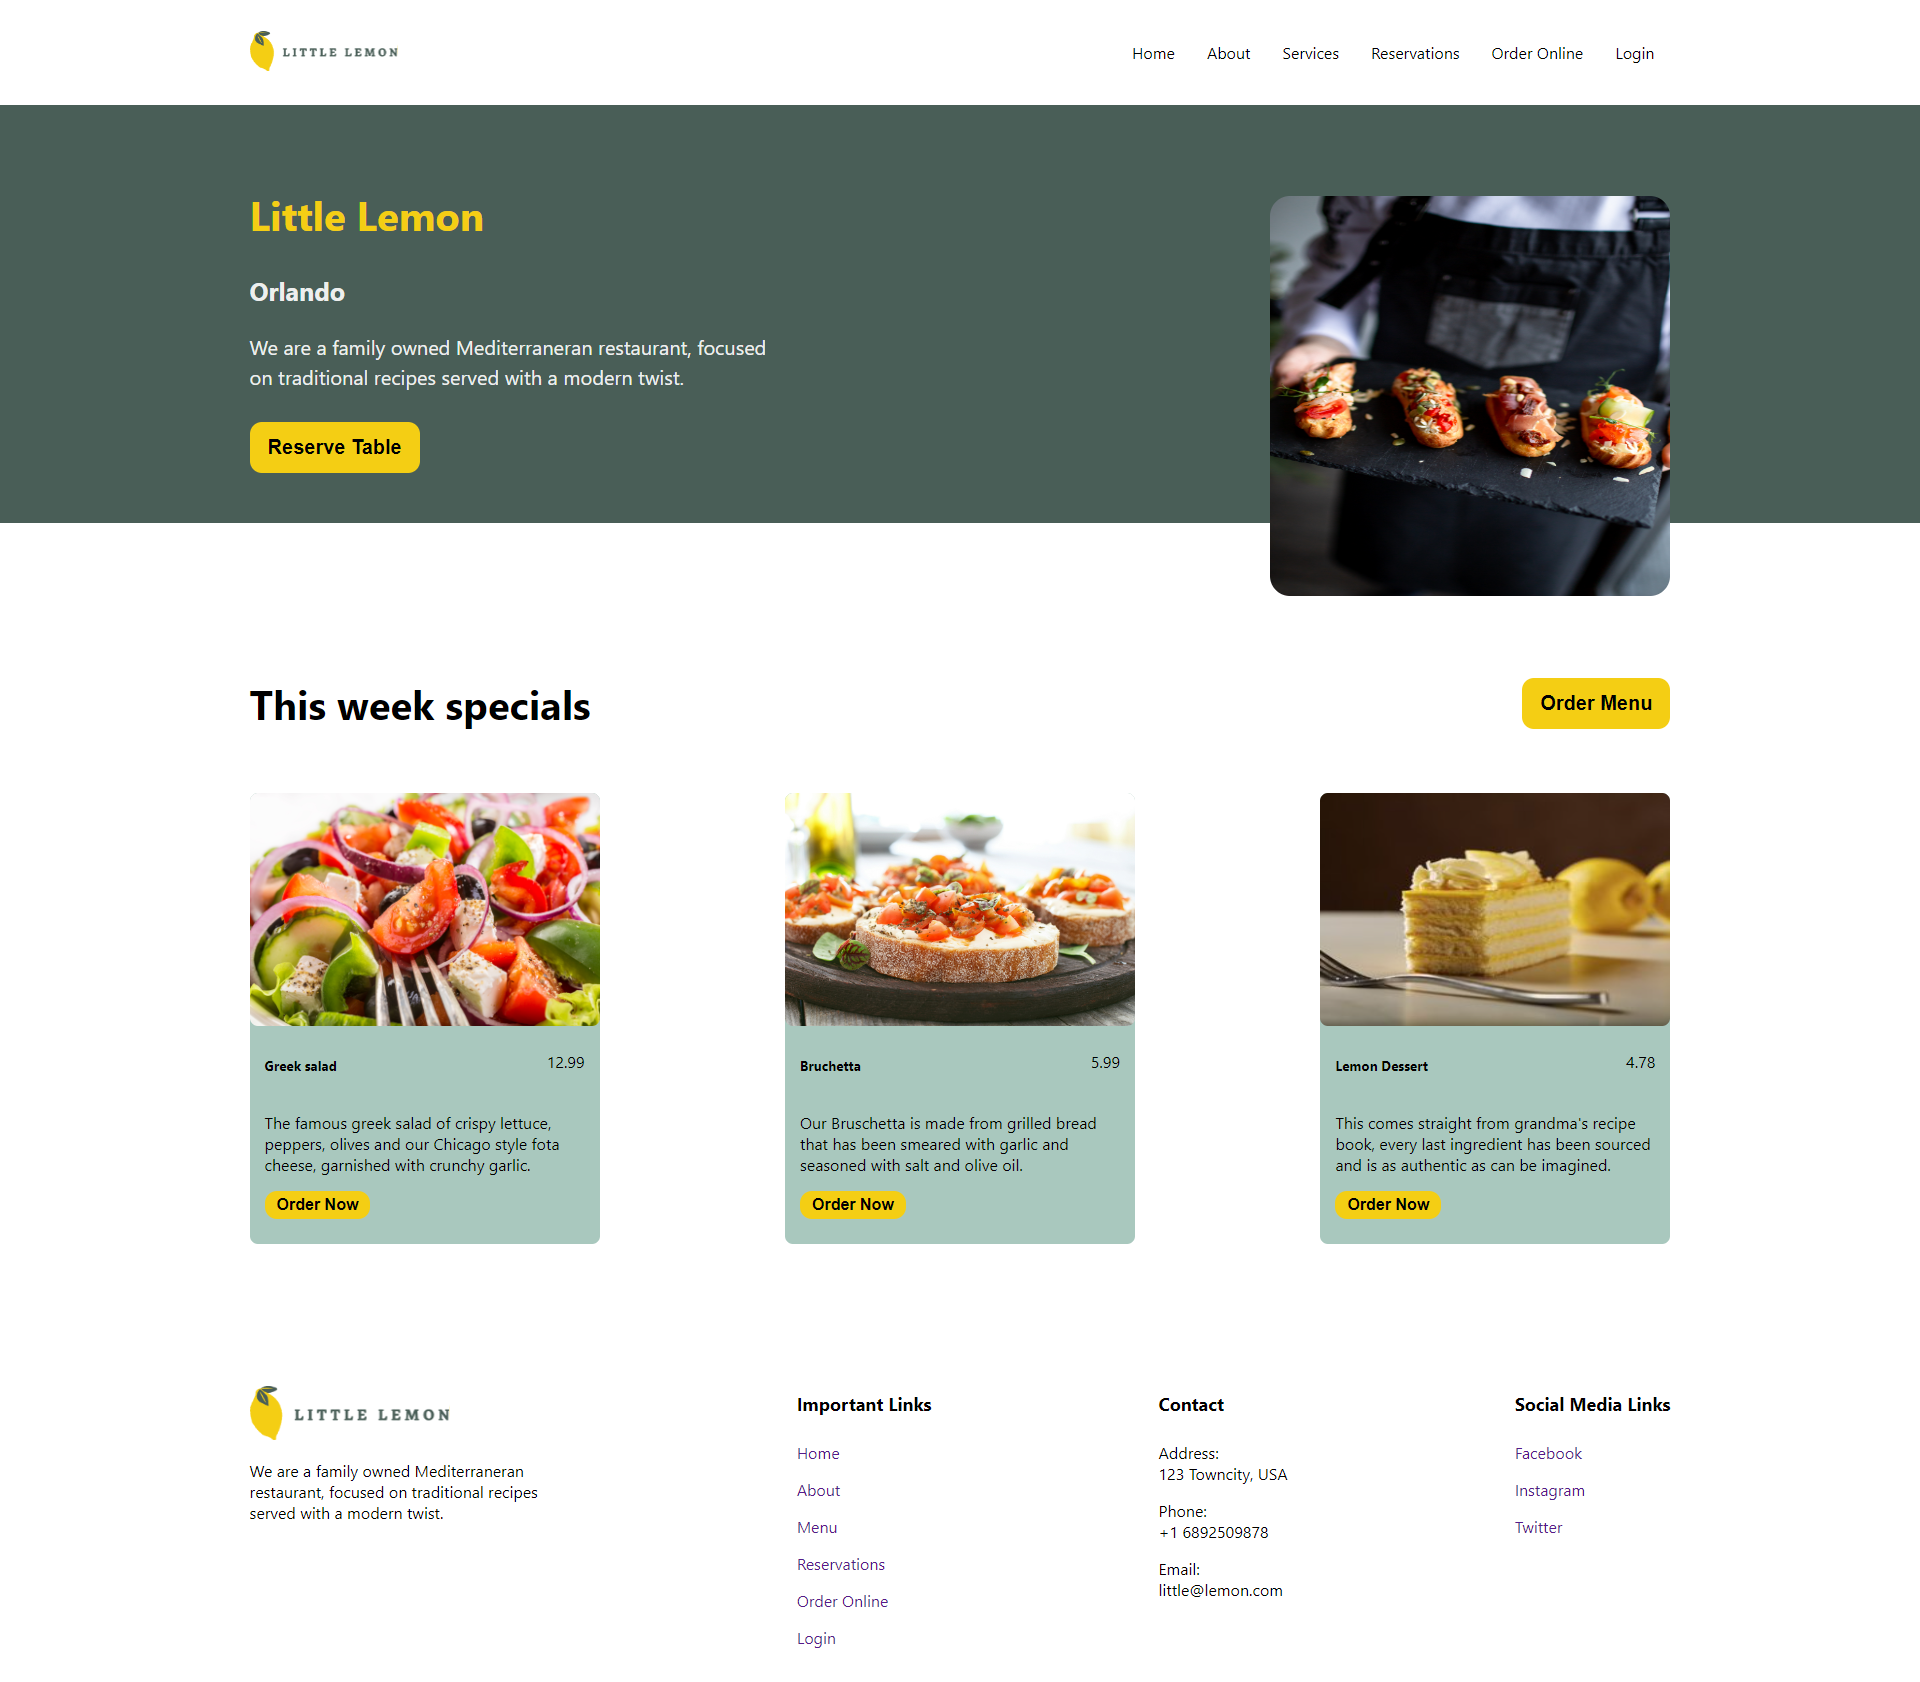 LITTLE LEMON
Home About Services Reservations Order Online Login
Little Lemon
Orlando
We are a family owned Mediterraneran restaurant, focused
on traditional recipes served with a modern twist.
Reserve Table
This week specials
Order Menu
Greek salad 12.99
The famous greek salad of crispy lettuce,
peppers, olives and our Chicago style fota
cheese, garnished with crunchy garlic.
Order Now
Bruchetta 5.99
Our Bruschetta is made from grilled bread
that has been smeared with garlic and
seasoned with salt and olive oil.
Order Now
Lemon Dessert 4.78
This comes straight from grandma's recipe
book, every last ingredient has been sourced
and is as authentic as can be imagined.
Order Now
LITTLE LEMON
We are a family owned Mediterraneran
restaurant, focused on traditional recipes
served with a modern twist.
Important Links
Home
About
Menu
Reservations
Order Online
Login
Contact
Address:
123 Towncity, USA
Phone:
+1 6892509878
Email:
little@lemon.com
Social Media Links
Facebook
Instagram
Twitter